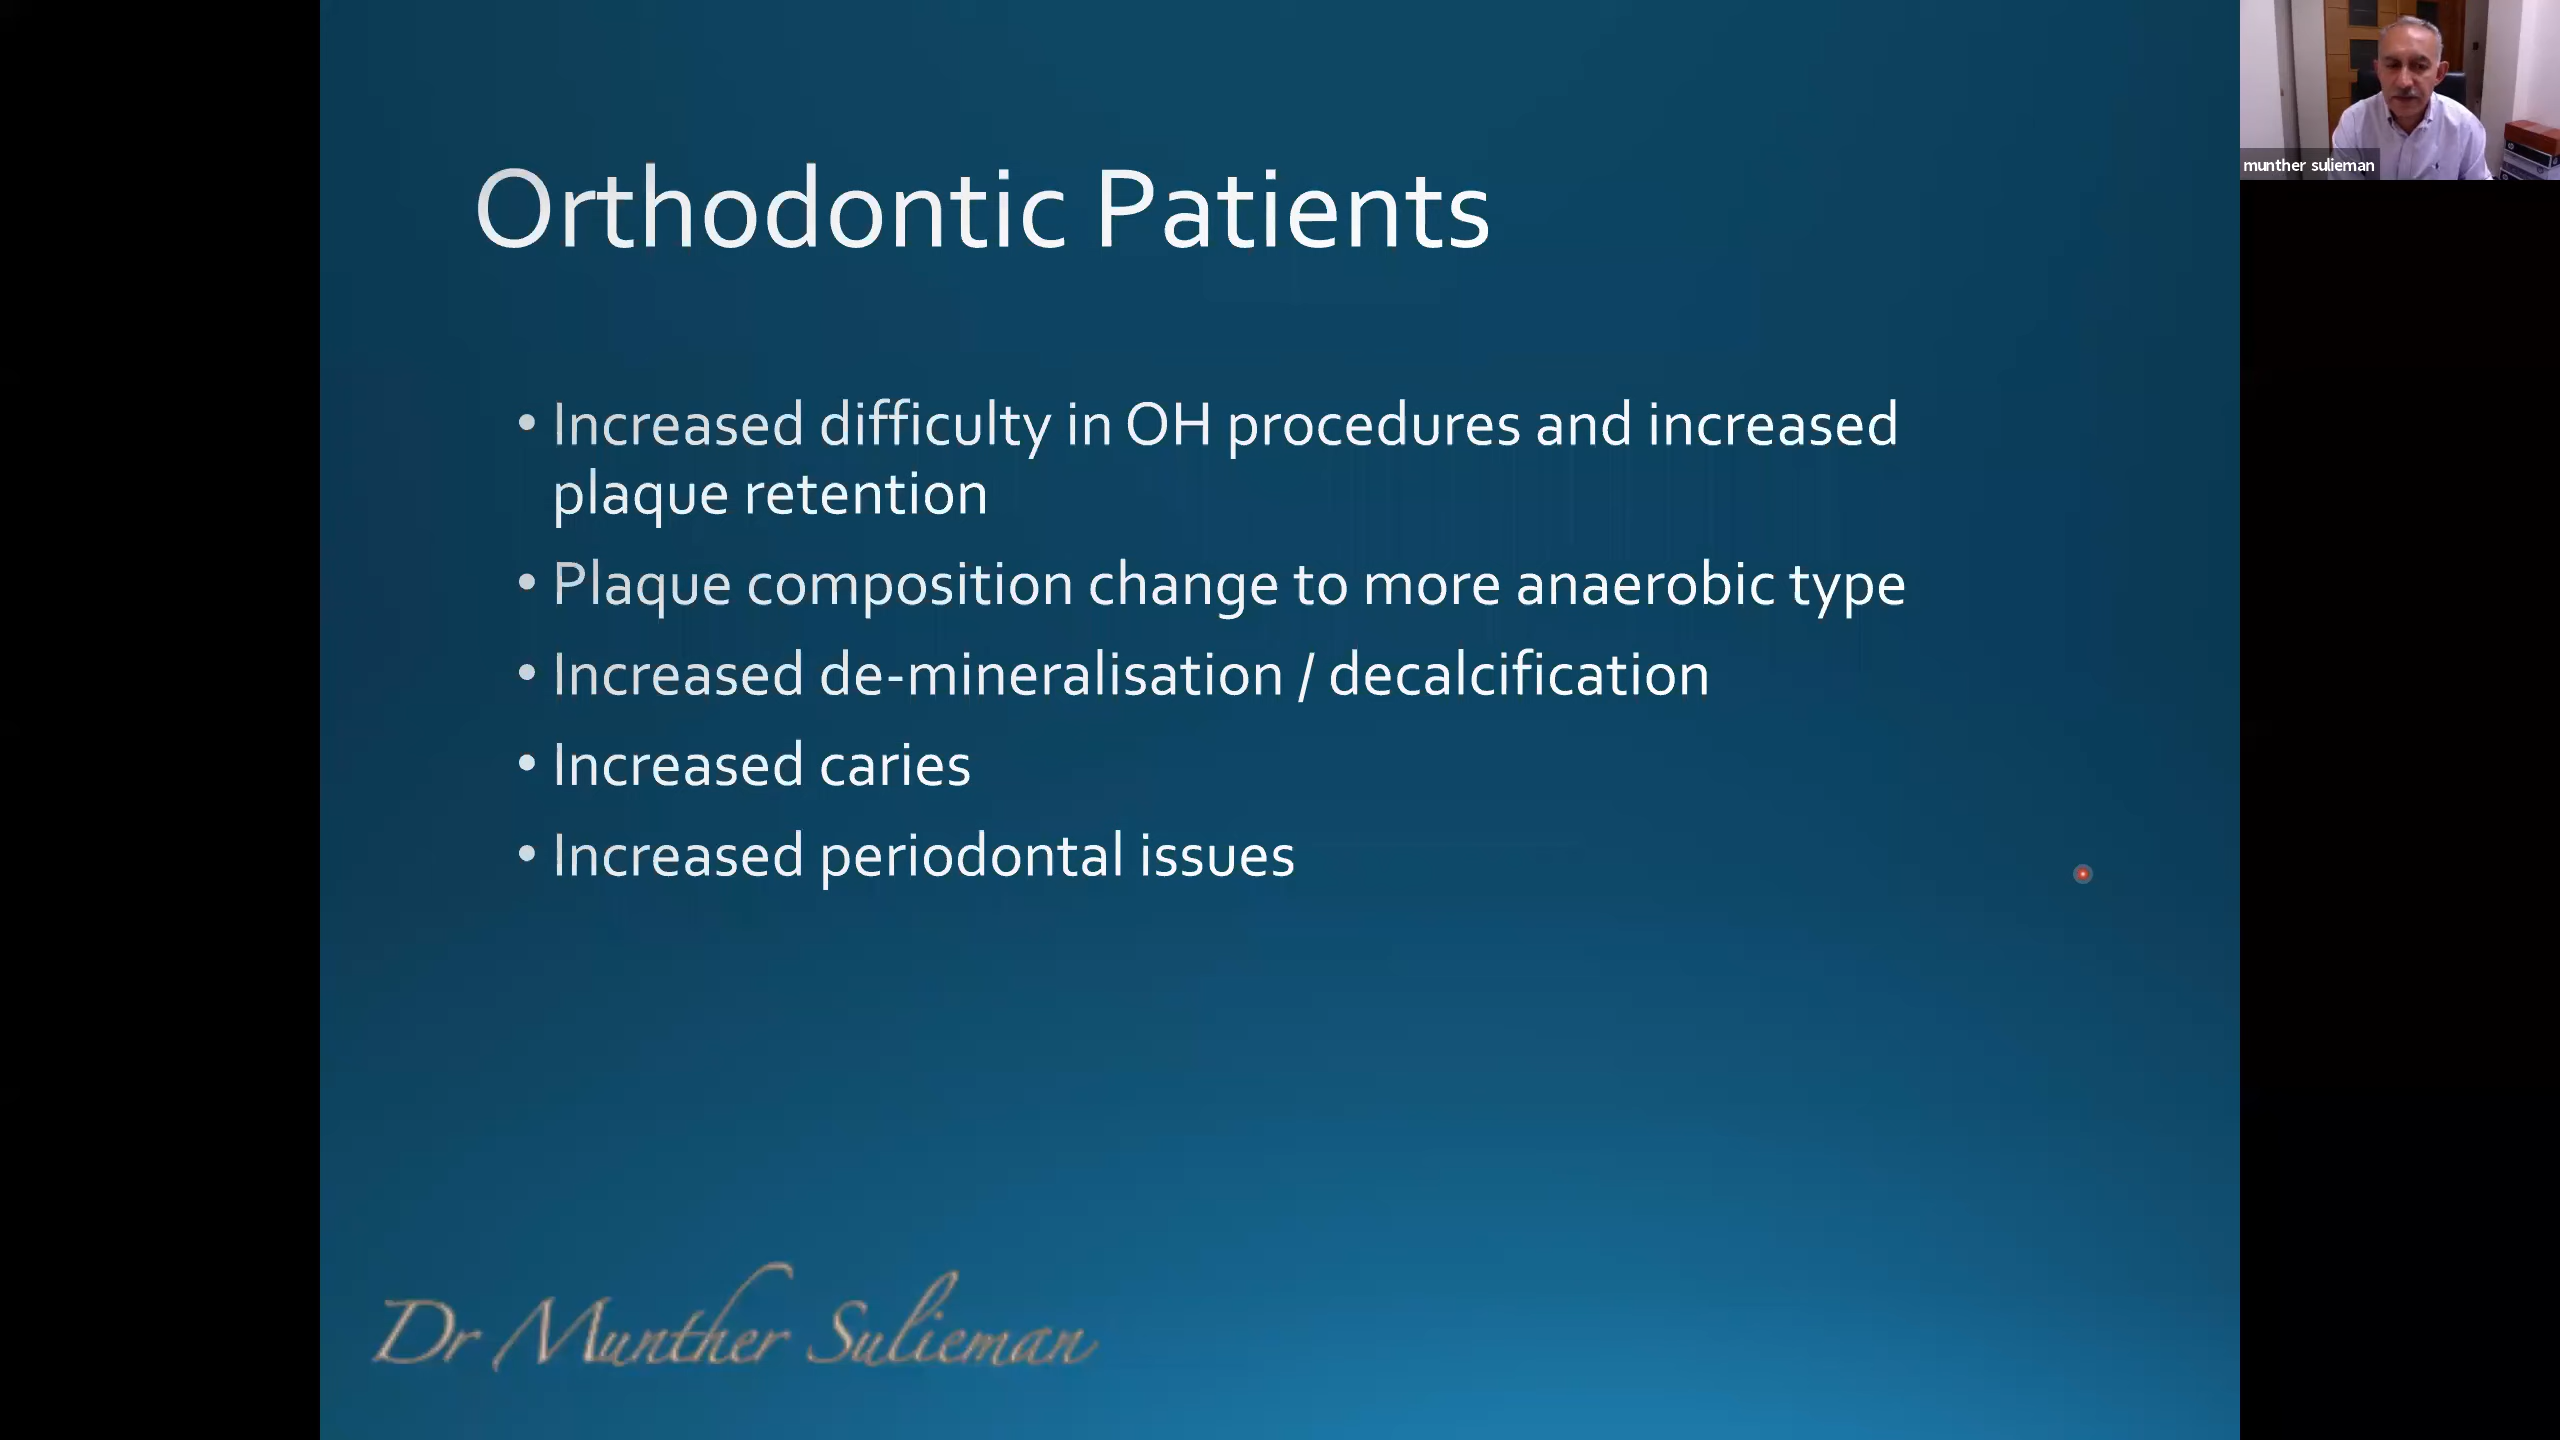 Orthodontic Patients
munther sulieman
• Increased difficulty in OH procedures and increased
plaque retention
• Plaque composition change to more anaerobic type
• Increased de-mineralisation / decalcification
• Increased caries
• Increased periodontal issues
Dr Munther Sulieman